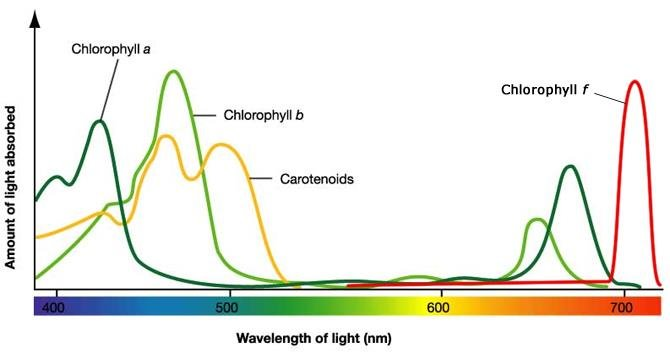 Chlorophyll a
Chlorophyll f
Chlorophyll b
Carotenoids
Amount of light absorbed
400 500 600 700
Wavelength of light (nm)